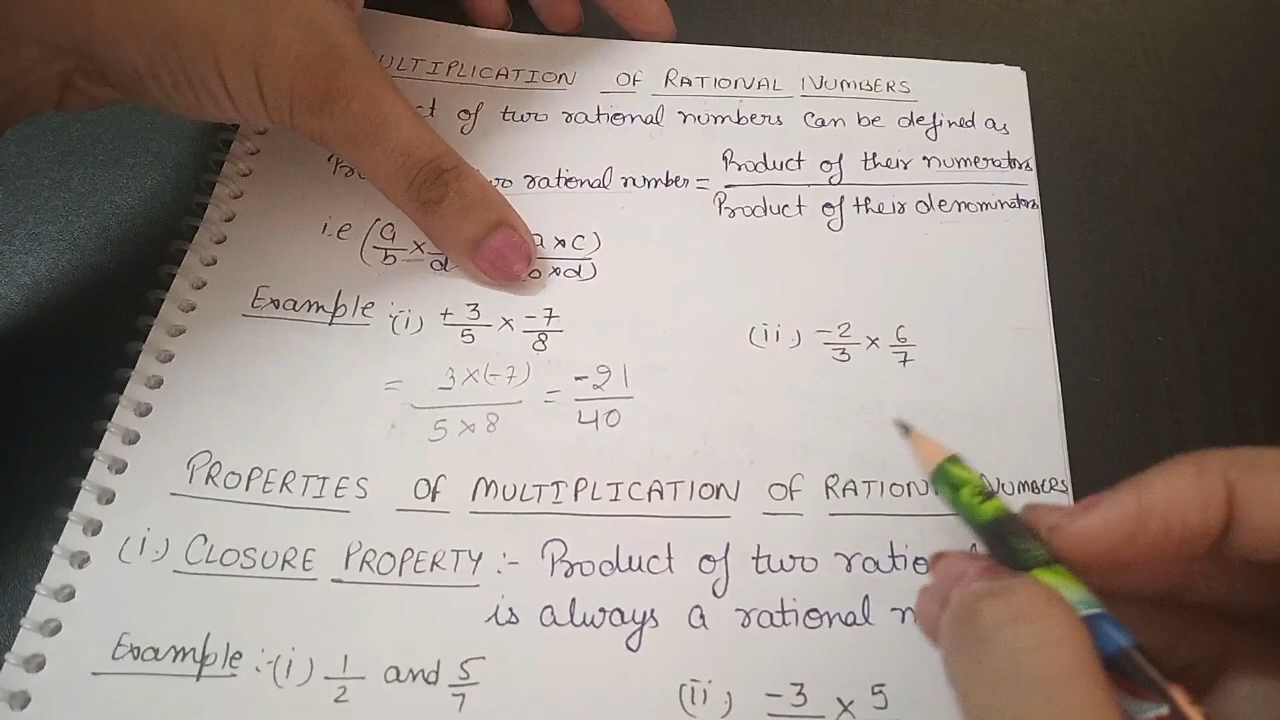 ULTIPLICATION OF RATIONAL NUMBERS
ct of two rational numbers can be defined as
rational number = Product of their numerators / Product of their denominators
i.e (a/b × /d a × c) / b × d)
Example :- (i) +3/5 × -7/8 (ii) -2/3 × 6/7
= 3 × (-7) / 5 × 8 = -21/40
PROPERTIES OF MULTIPLICATION OF RATION NUMBERS
(i.) CLOSURE PROPERTY :- Product of two ratio
is always a rational n
Example :- (i) 1/2 and 5/7 (ii) -3 × 5